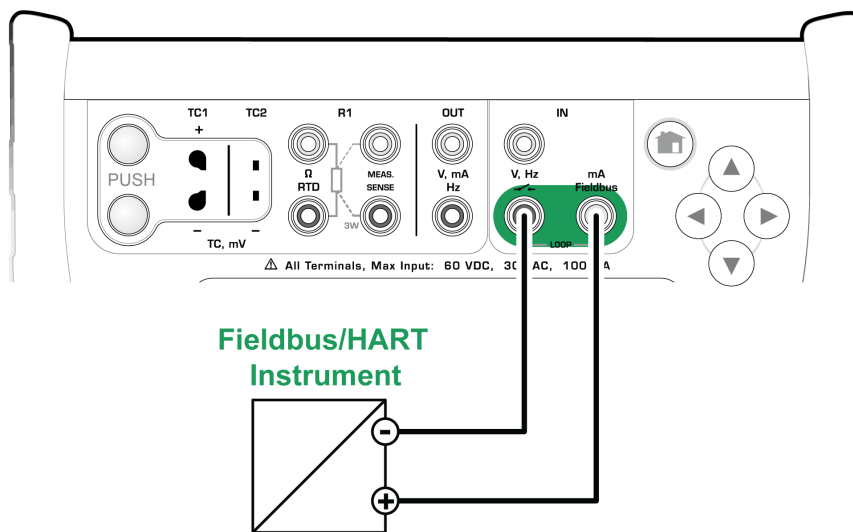 TC1 TC2 R1 OUT IN
+
PUSH
Ω MEAS. V, mA V, Hz mA
RTD SENSE Hz Fieldbus
3W
LOOP
– –
TC, mV
⚠ All Terminals, Max Input: 60 VDC, AC, 100
Fieldbus/HART
Instrument
-
+